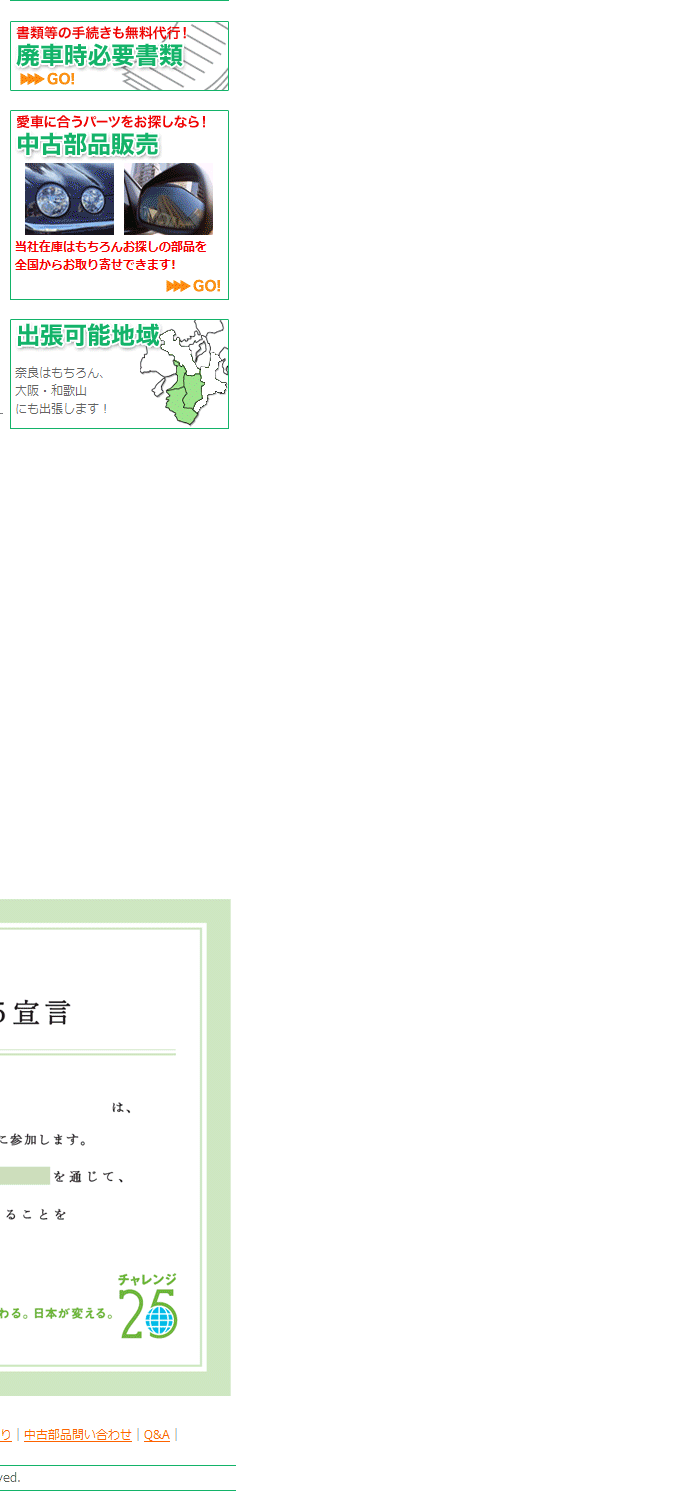 書類等の手続きも無料代行！
廃車時必要書類
GO!
愛車に合うパーツをお探しなら！
中古部品販売
当社在庫はもちろんお探しの部品を
全国からお取り寄せできます!
GO!
出張可能地域
奈良はもちろん、
大阪・和歌山
にも出張します！
5宣言
は、
に参加します。
を通じて、
ることを
チャレンジ
25
わる。日本が変える。
り｜中古部品問い合わせ｜Q&A｜
ved.